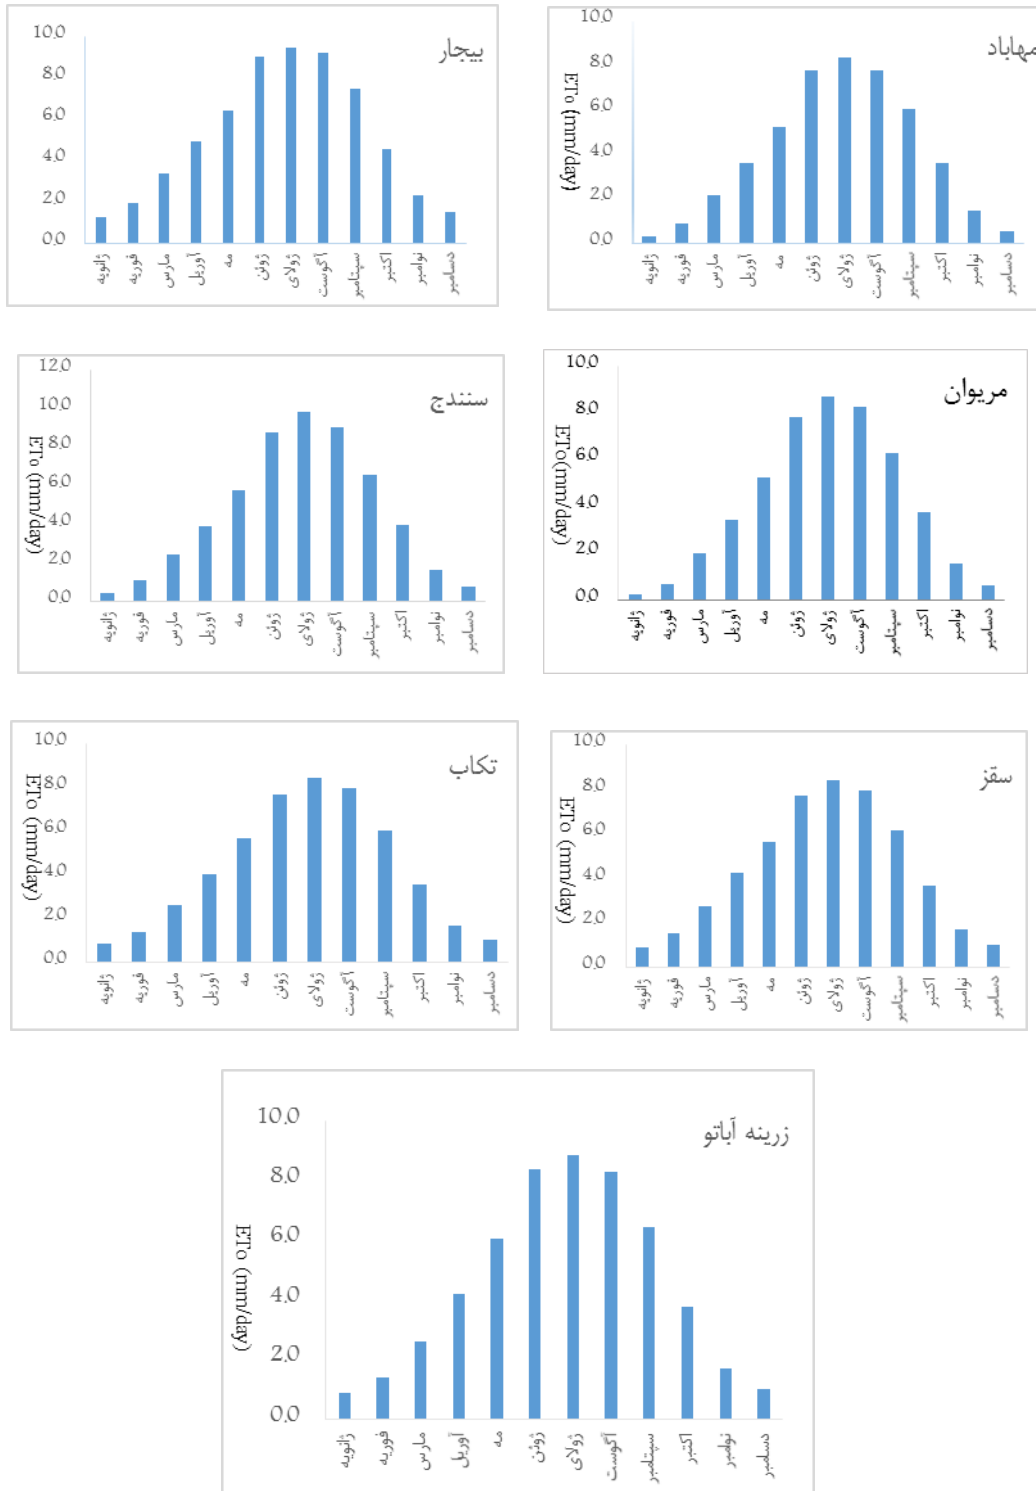 بیجار
10.0
8.0
6.0
4.0
2.0
0.0
ژانویه
فوریه
مارس
آوریل
مه
ژوئن
ژولای
آگوست
سپتامبر
اکتبر
نوامبر
دسامبر
مهاباد
ETo (mm/day)
10.0
8.0
6.0
4.0
2.0
0.0
ژانویه
فوریه
مارس
آوریل
مه
ژوئن
ژولای
آگوست
سپتامبر
اکتبر
نوامبر
دسامبر
سنندج
ETo (mm/day)
12.0
10.0
8.0
6.0
4.0
2.0
0.0
ژانویه
فوریه
مارس
آوریل
مه
ژوئن
ژولای
آگوست
سپتامبر
اکتبر
نوامبر
دسامبر
مریوان
ETo(mm/day)
10.0
8.0
6.0
4.0
2.0
0.0
ژانویه
فوریه
مارس
آوریل
مه
ژوئن
ژولای
آگوست
سپتامبر
اکتبر
نوامبر
دسامبر
تکاب
ETo (mm/day)
10.0
8.0
6.0
4.0
2.0
0.0
ژانویه
فوریه
مارس
آوریل
مه
ژوئن
ژولای
آگوست
سپتامبر
اکتبر
نوامبر
دسامبر
سقز
ETo (mm/day)
10.0
8.0
6.0
4.0
2.0
0.0
ژانویه
فوریه
مارس
آوریل
مه
ژوئن
ژولای
آگوست
سپتامبر
اکتبر
نوامبر
دسامبر
زرینه آباتو
ETo (mm/day)
10.0
8.0
6.0
4.0
2.0
0.0
ژانویه
فوریه
مارس
آوریل
مه
ژوئن
ژولای
آگوست
سپتامبر
اکتبر
نوامبر
دسامبر